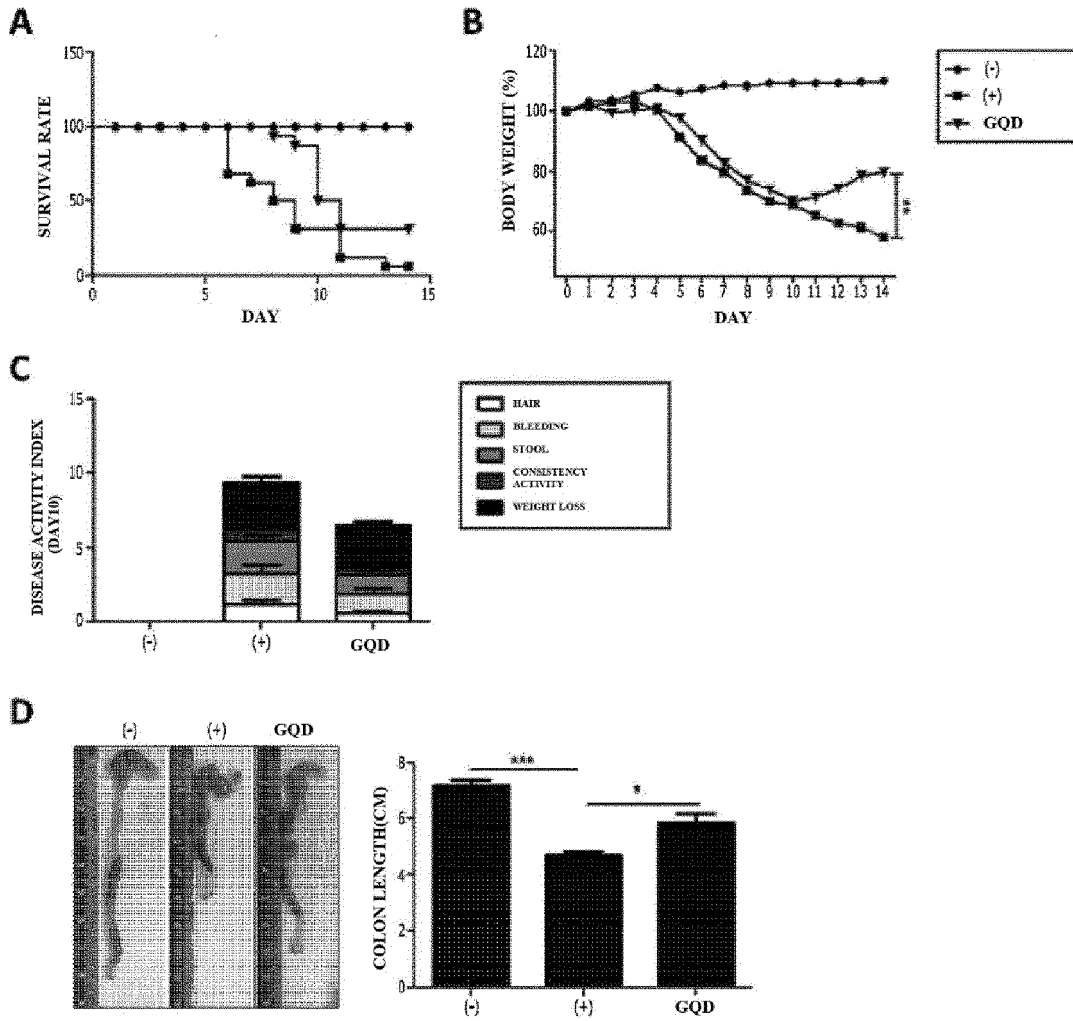 A
150
100
50
0
SURVIVAL RATE
0 5 10 15
DAY
B
120
100
80
60
BODY WEIGHT (%)
0 1 2 3 4 5 6 7 8 9 10 11 12 13 14
DAY
**
(-)
(+)
GQD
C
15
10
5
0
DISEASE ACTIVITY INDEX
(DAY10)
(-) (+) GQD
HAIR
BLEEDING
STOOL
CONSISTENCY
ACTIVITY
WEIGHT LOSS
D
(-) (+) GQD
8
6
4
2
0
COLON LENGTH(CM)
***
*
(-) (+) GQD